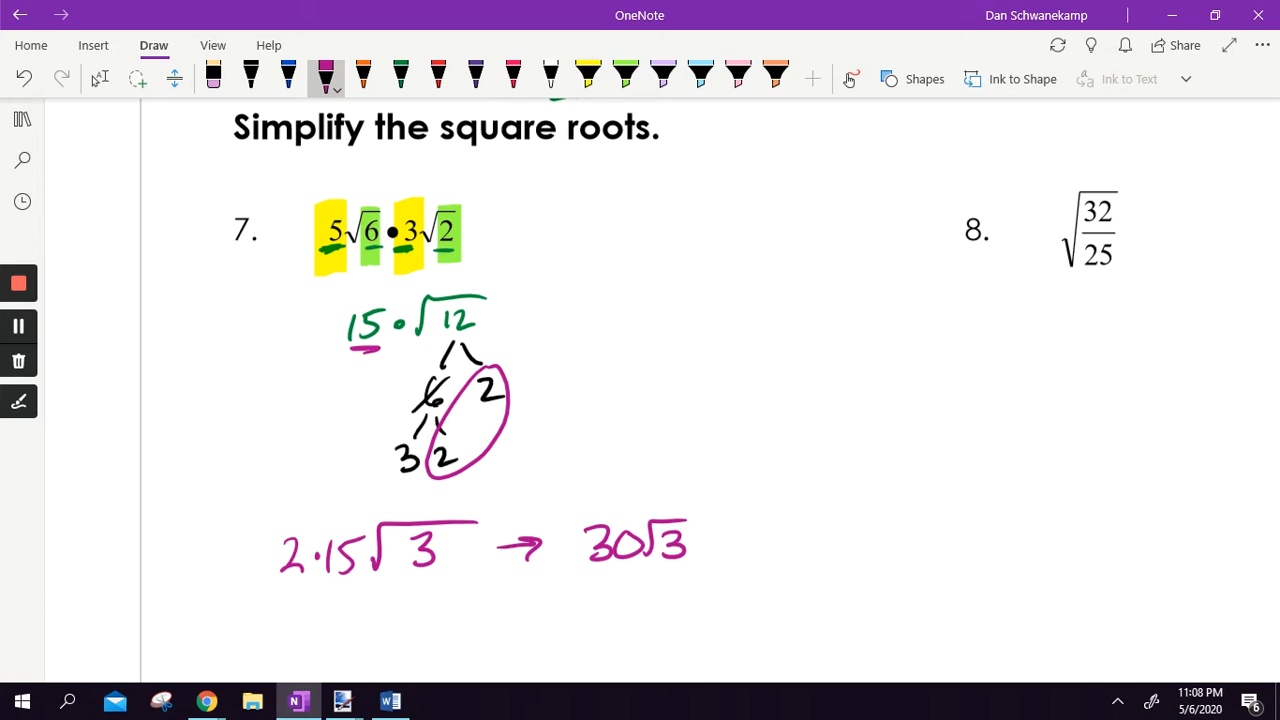 OneNote
Dan Schwanekamp
Home Insert Draw View Help
Share
Shapes Ink to Shape Ink to Text
Simplify the square roots.
7. 5√6 • 3√2
8. √(32/25)
15 • √12
6 2
3 2
2·15√3 → 30√3
11:08 PM
5/6/2020
6